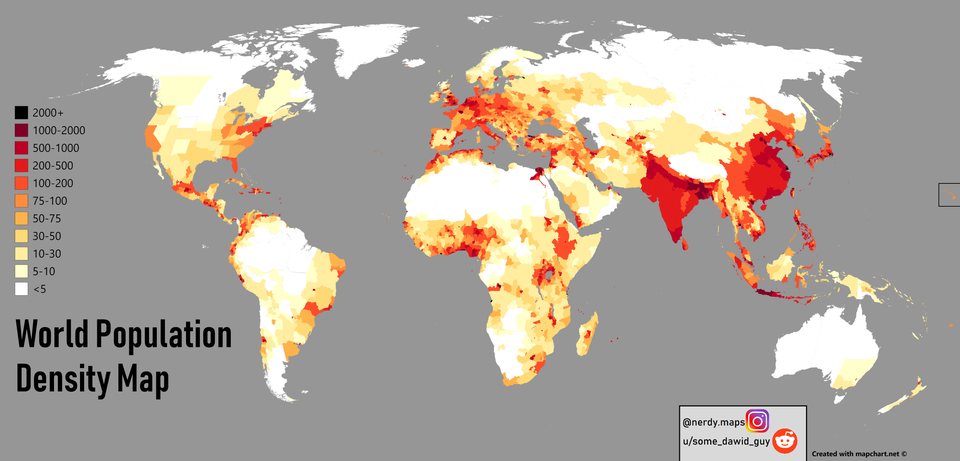 2000+
1000-2000
500-1000
200-500
100-200
75-100
50-75
30-50
10-30
5-10
<5
World Population
Density Map
@nerdy.maps
u/some_dawid_guy
Created with mapchart.net ©